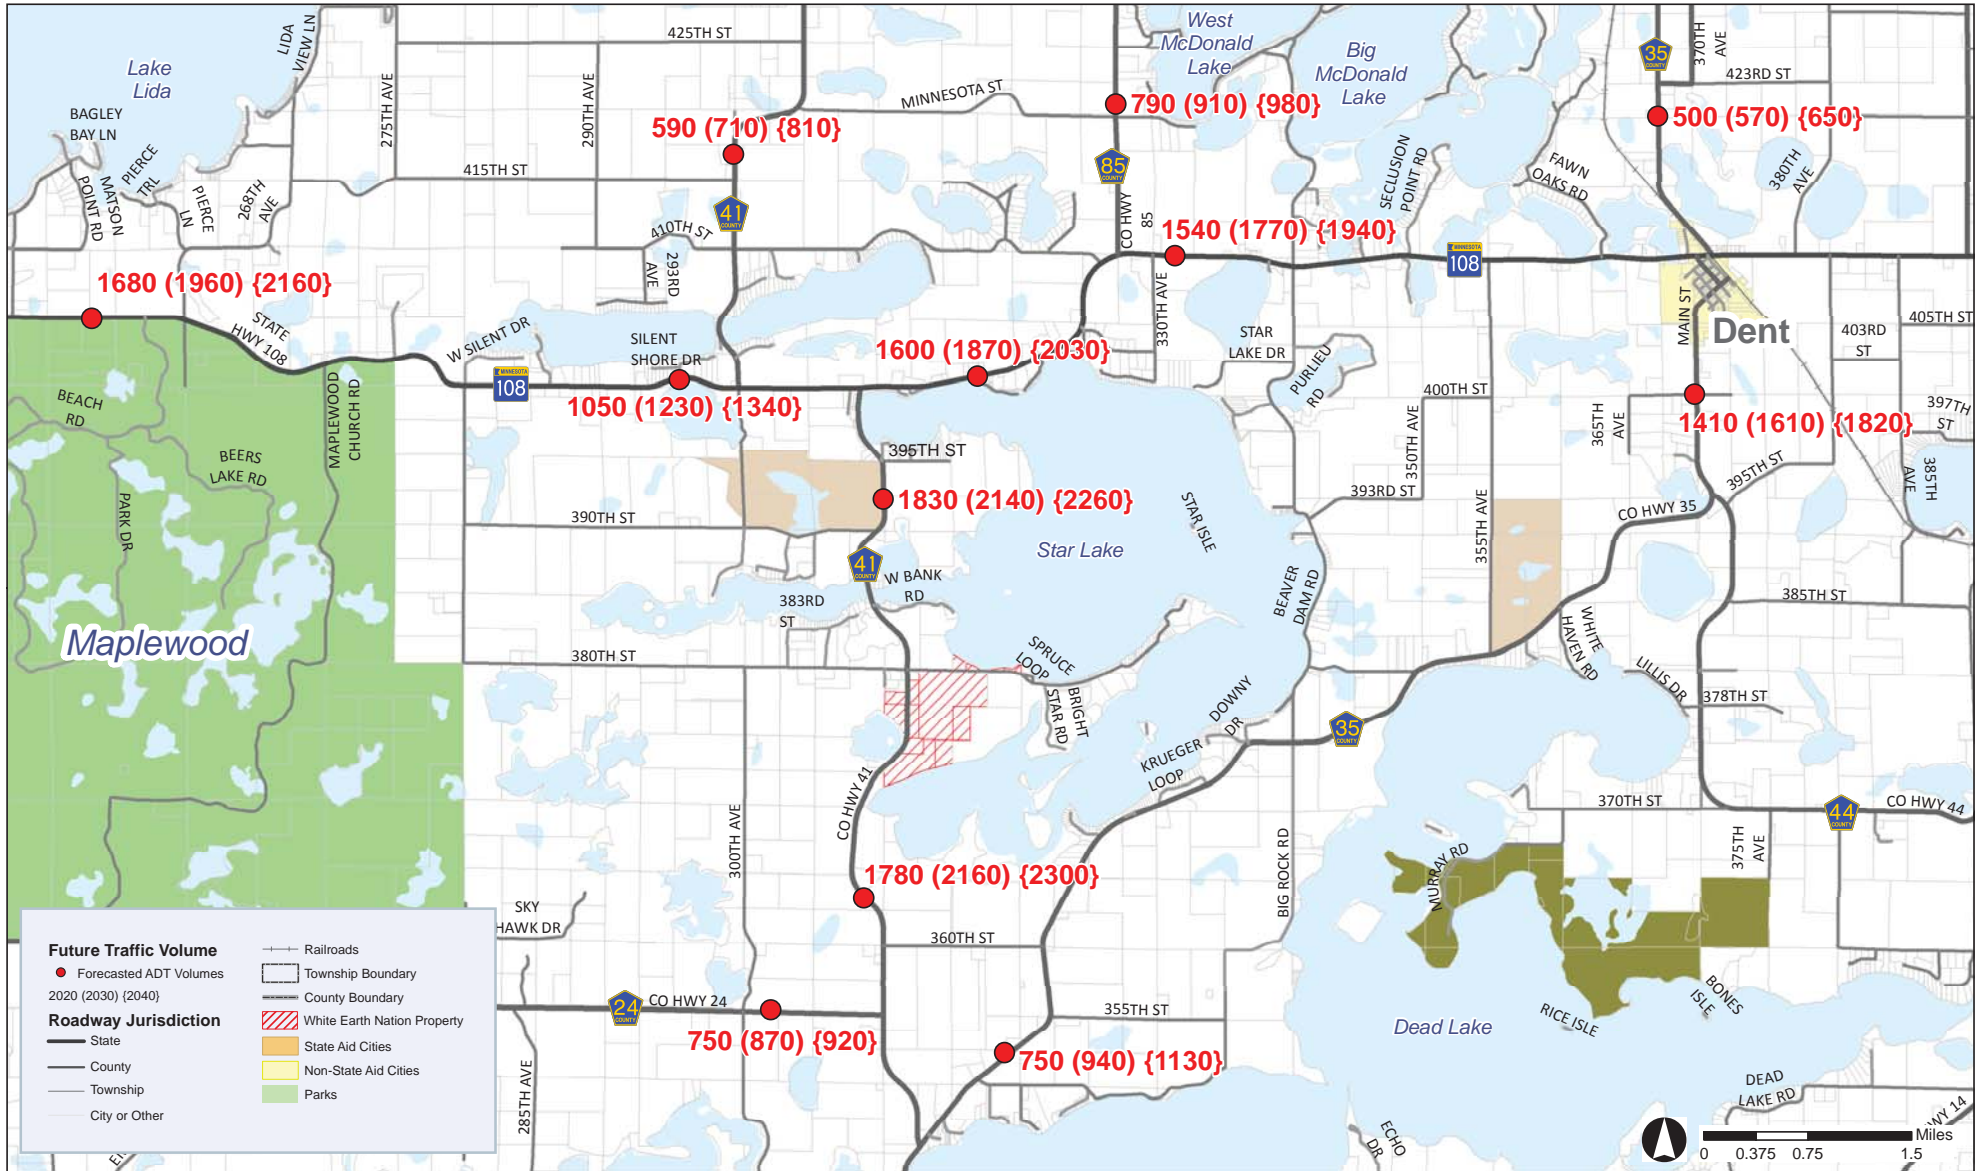 West
McDonald
Lake
Big
McDonald
Lake
Lake
Lida
LIDA
VIEW LN
425TH ST
370TH
AVE
35
COUNTY
423RD ST
275TH AVE
290TH AVE
MINNESOTA ST
790 (910) {980}
500 (570) {650}
590 (710) {810}
BAGLEY
BAY LN
PIERCE
TRL
MATSON
POINT RD
PIERCE
LN
268TH
AVE
415TH ST
85
COUNTY
SECLUSION
POINT RD
FAWN
OAKS RD
380TH
AVE
41
COUNTY
410TH ST
CO HWY
85
1540 (1770) {1940}
MINNESOTA
108
293RD
AVE
1680 (1960) {2160}
STATE
HWY 108
W SILENT DR
SILENT
SHORE DR
330TH AVE
STAR
LAKE DR
MAIN ST
Dent
403RD
ST
405TH ST
1600 (1870) {2030}
PURLIEU
RD
MINNESOTA
108
1050 (1230) {1340}
400TH ST
365TH
AVE
1410 (1610) {1820}
397TH
ST
BEACH
RD
MAPLEWOOD
CHURCH RD
350TH AVE
395TH ST
395TH ST
385TH
AVE
BEERS
LAKE RD
PARK DR
1830 (2140) {2260}
393RD ST
355TH AVE
CO HWY 35
390TH ST
STAR ISLE
Star Lake
41
COUNTY
W BANK
RD
383RD
ST
BEAVER
DAM RD
385TH ST
Maplewood
380TH ST
SPRUCE
LOOP
BRIGHT
STAR RD
DOWNY
DR
WHITE
HAVEN RD
LILLIS DR
378TH ST
35
COUNTY
KRUEGER
LOOP
CO HWY 41
370TH ST
44
COUNTY
CO HWY 44
300TH AVE
BIG ROCK RD
MURRAY RD
375TH
AVE
1780 (2160) {2300}
SKY
HAWK DR
360TH ST
24
COUNTY
CO HWY 24
355TH ST
750 (870) {920}
750 (940) {1130}
Dead Lake
RICE ISLE
BONES
ISLE
285TH AVE
DEAD
LAKE RD
ECHO
DR
WY 14
Future Traffic Volume
Forecasted ADT Volumes
2020 (2030) {2040}
Roadway Jurisdiction
State
County
Township
City or Other
Railroads
Township Boundary
County Boundary
White Earth Nation Property
State Aid Cities
Non-State Aid Cities
Parks
Miles
0 0.375 0.75 1.5